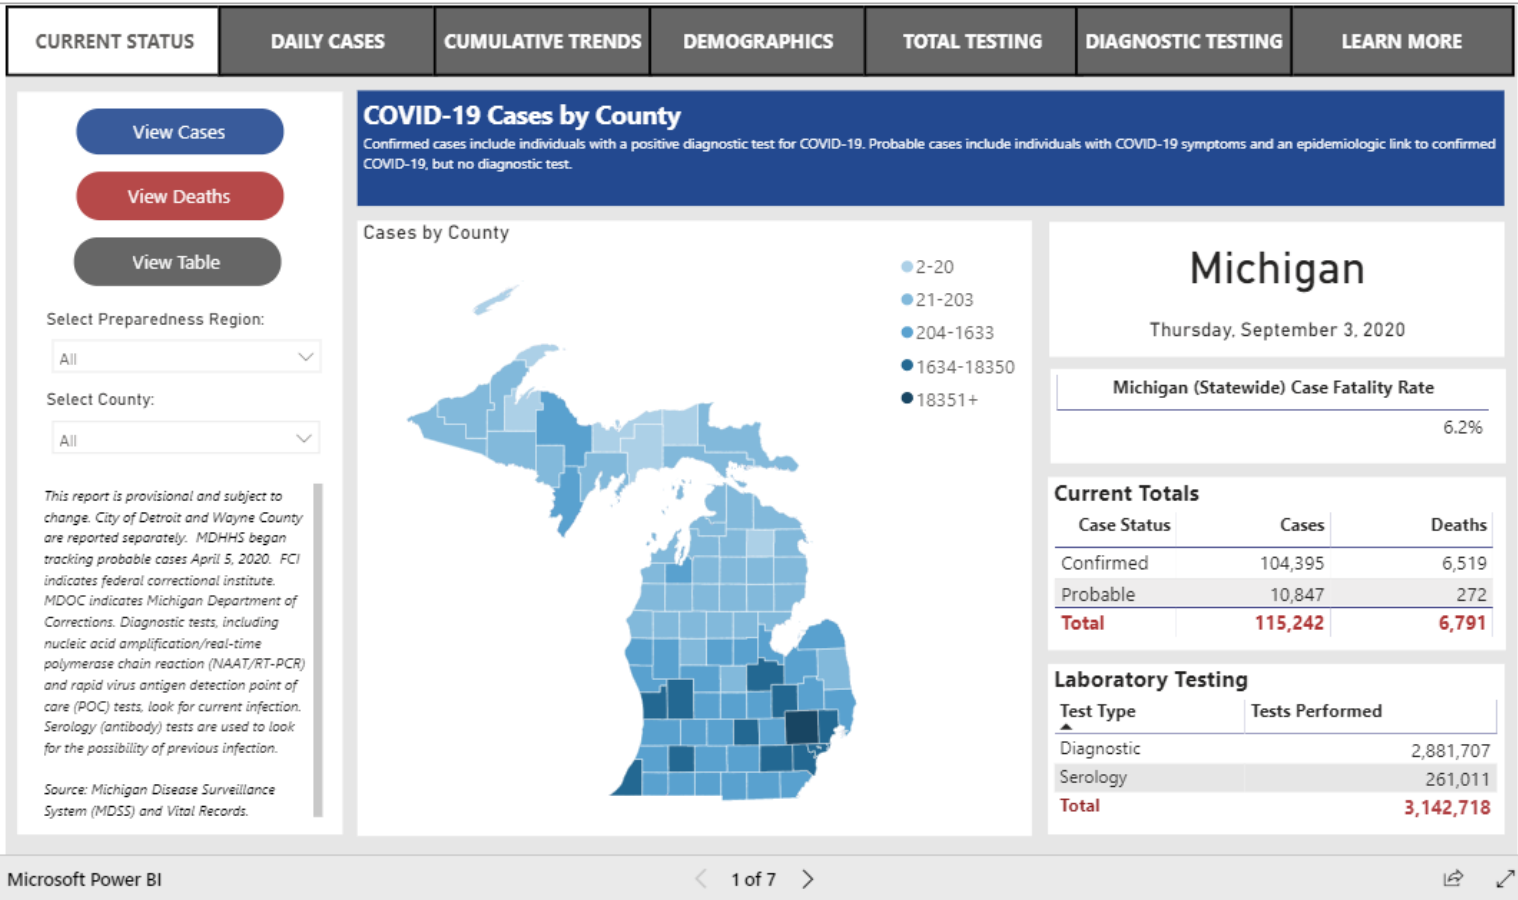 CURRENT STATUS
DAILY CASES
CUMULATIVE TRENDS
DEMOGRAPHICS
TOTAL TESTING
DIAGNOSTIC TESTING
LEARN MORE
View Cases
View Deaths
View Table
Select Preparedness Region:
All
Select County:
All
This report is provisional and subject to
change. City of Detroit and Wayne County
are reported separately. MDHHS began
tracking probable cases April 5, 2020. FCI
indicates federal correctional institute.
MDOC indicates Michigan Department of
Corrections. Diagnostic tests, including
nucleic acid amplification/real-time
polymerase chain reaction (NAAT/RT-PCR)
and rapid virus antigen detection point of
care (POC) tests, look for current infection.
Serology (antibody) tests are used to look
for the possibility of previous infection.
Source: Michigan Disease Surveillance
System (MDSS) and Vital Records.
COVID-19 Cases by County
Confirmed cases include individuals with a positive diagnostic test for COVID-19. Probable cases include individuals with COVID-19 symptoms and an epidemiologic link to confirmed
COVID-19, but no diagnostic test.
Cases by County
2-20
21-203
204-1633
1634-18350
18351+
Michigan
Thursday, September 3, 2020
Michigan (Statewide) Case Fatality Rate
6.2%
Current Totals
Case Status Cases Deaths
Confirmed 104,395 6,519
Probable 10,847 272
Total 115,242 6,791
Laboratory Testing
Test Type Tests Performed
Diagnostic 2,881,707
Serology 261,011
Total 3,142,718
Microsoft Power BI
1 of 7